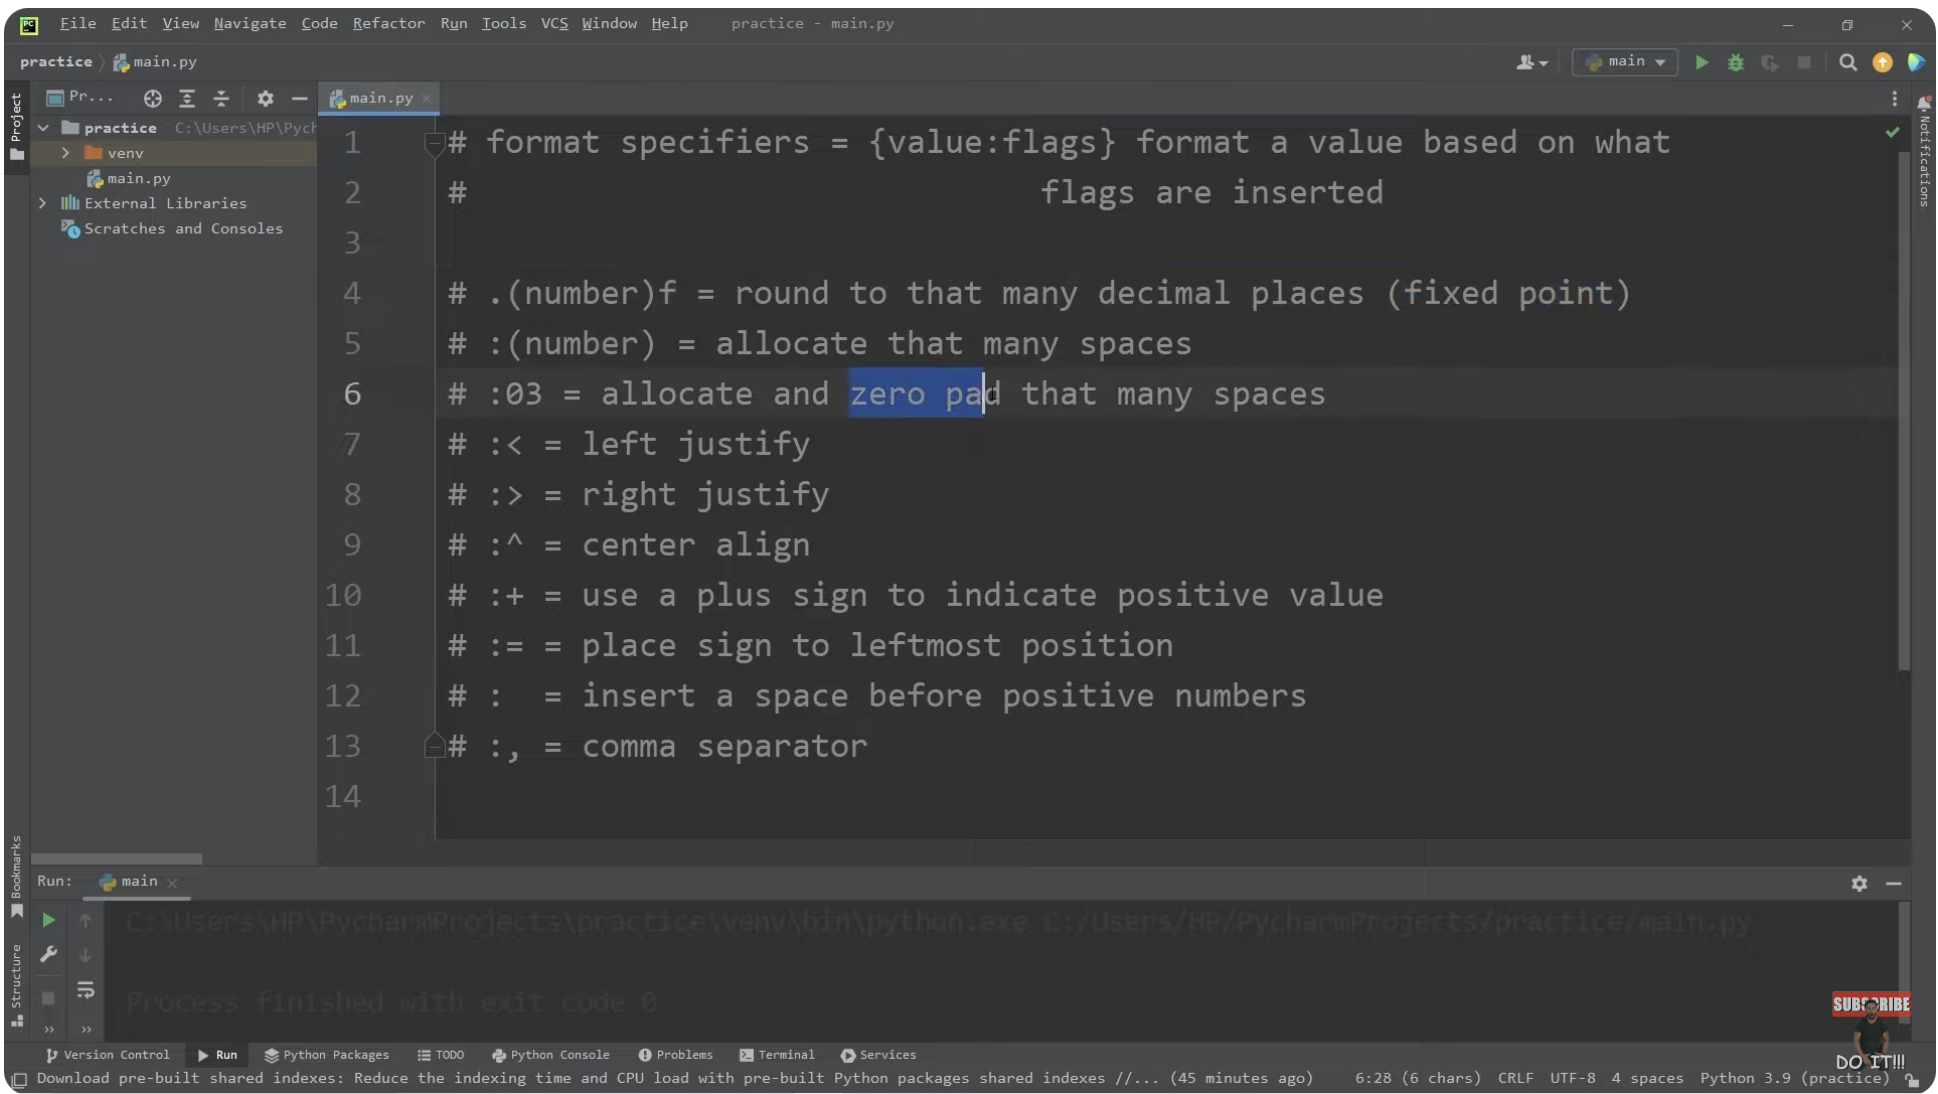 File Edit View Navigate Code Refactor Run Tools VCS Window Help practice - main.py
practice main.py main
Project Pr... main.py
practice C:\Users\HP\Pych
venv
main.py
External Libraries
Scratches and Consoles
1 # format specifiers = {value:flags} format a value based on what
2 # flags are inserted
3
4 # .(number)f = round to that many decimal places (fixed point)
5 # :(number) = allocate that many spaces
6 # :03 = allocate and zero pad that many spaces
7 # :< = left justify
8 # :> = right justify
9 # :^ = center align
10 # :+ = use a plus sign to indicate positive value
11 # := = place sign to leftmost position
12 # :  = insert a space before positive numbers
13 # :, = comma separator
14
Notifications
Bookmarks
Structure
Run: main
C:\Users\HP\PycharmProjects\practice\venv\bin\python.exe C:/Users/HP/PycharmProjects/practice/main.py
Process finished with exit code 0
SUBSCRIBE
DO IT!!!
Version Control Run Python Packages TODO Python Console Problems Terminal Services
Download pre-built shared indexes: Reduce the indexing time and CPU load with pre-built Python packages shared indexes //... (45 minutes ago) 6:28 (6 chars) CRLF UTF-8 4 spaces Python 3.9 (practice)